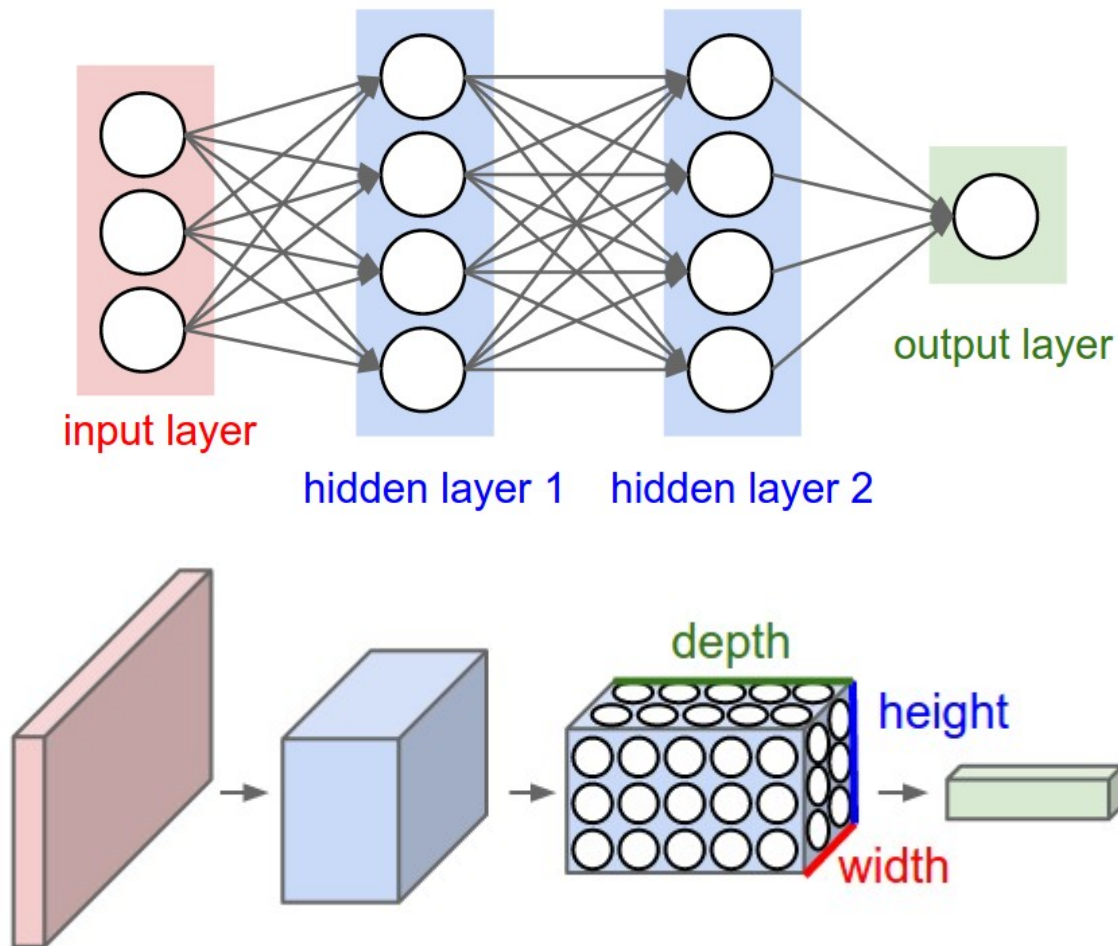 output layer
input layer
hidden layer 1
hidden layer 2
depth
height
width